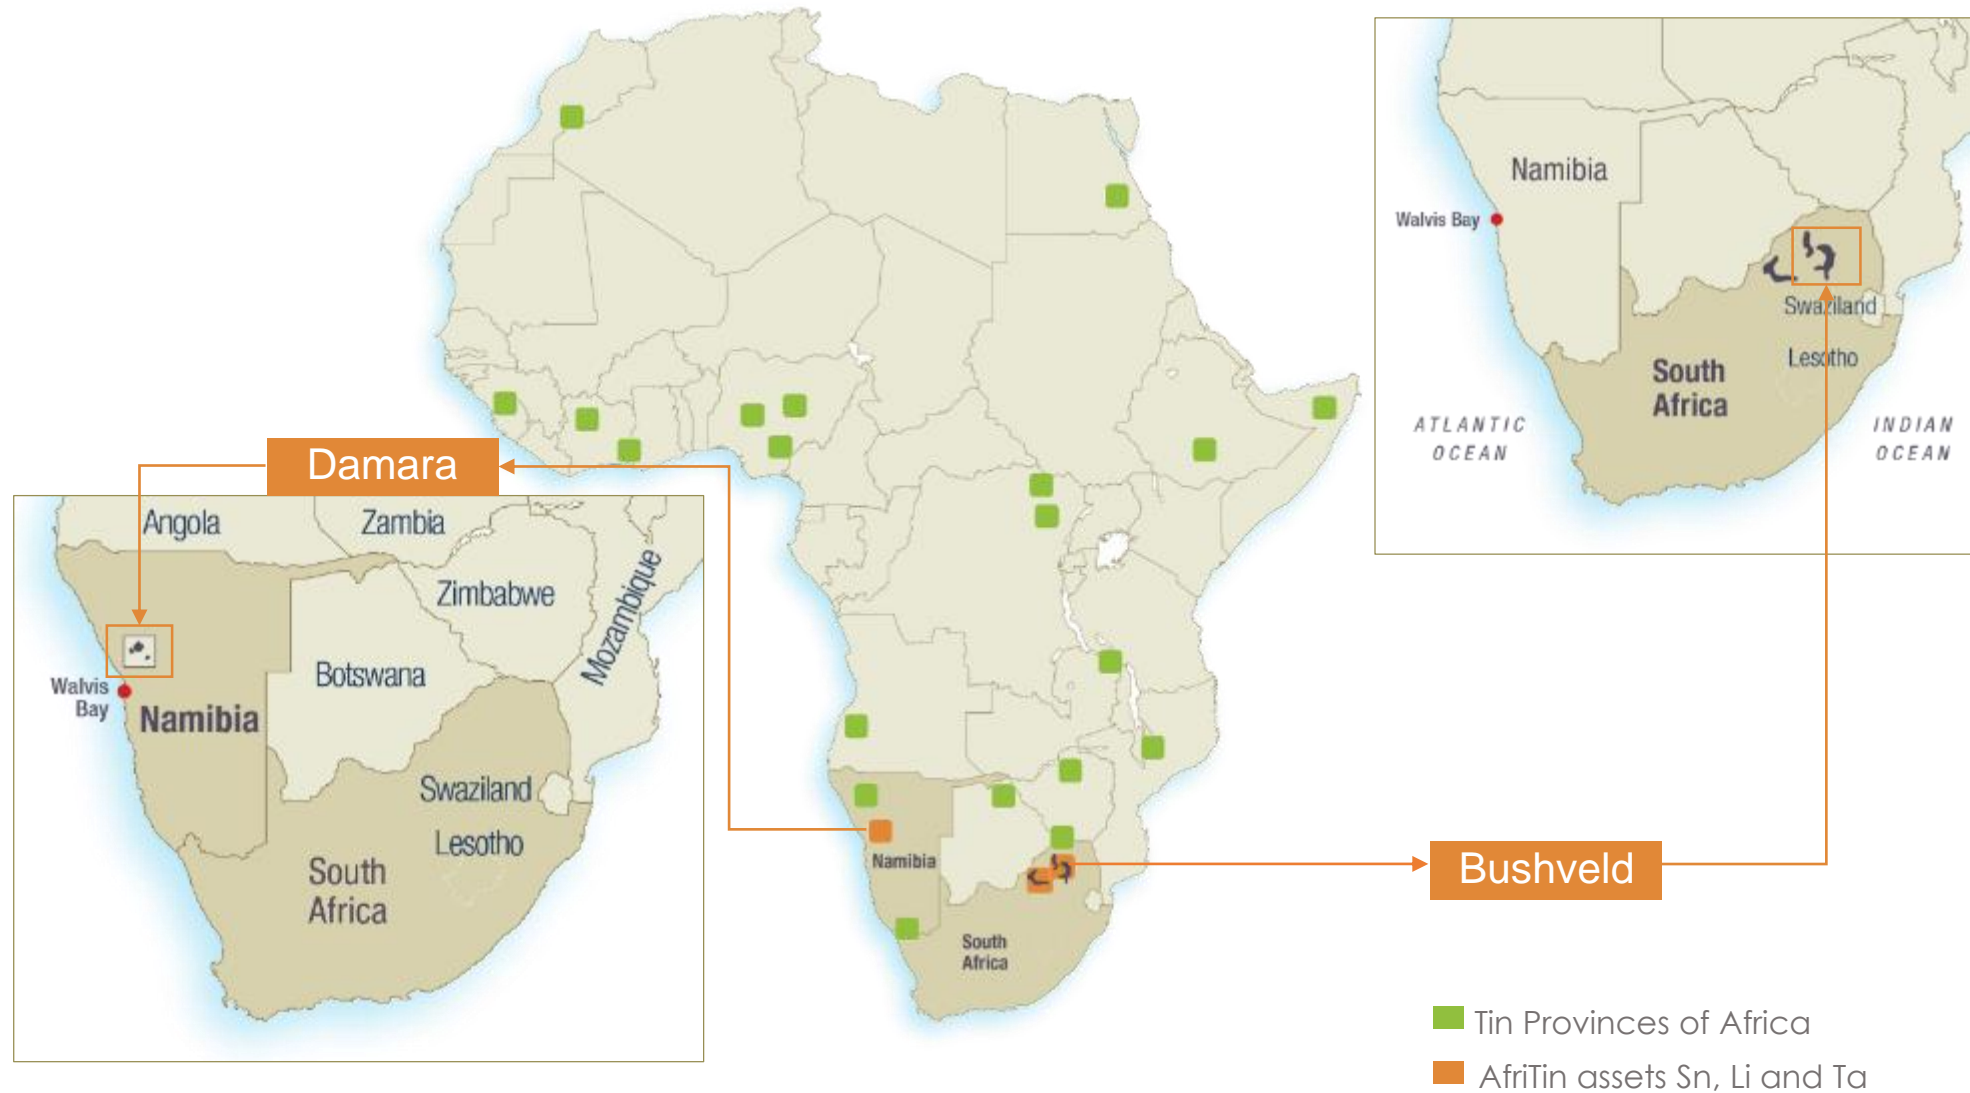 Damara
Angola
Zambia
Zimbabwe
Mozambique
Botswana
Walvis
Bay
Namibia
Swaziland
Lesotho
South
Africa
Namibia
South
Africa
Namibia
Walvis Bay
Swaziland
Lesotho
South
Africa
ATLANTIC
OCEAN
INDIAN
OCEAN
Bushveld
Tin Provinces of Africa
AfriTin assets Sn, Li and Ta